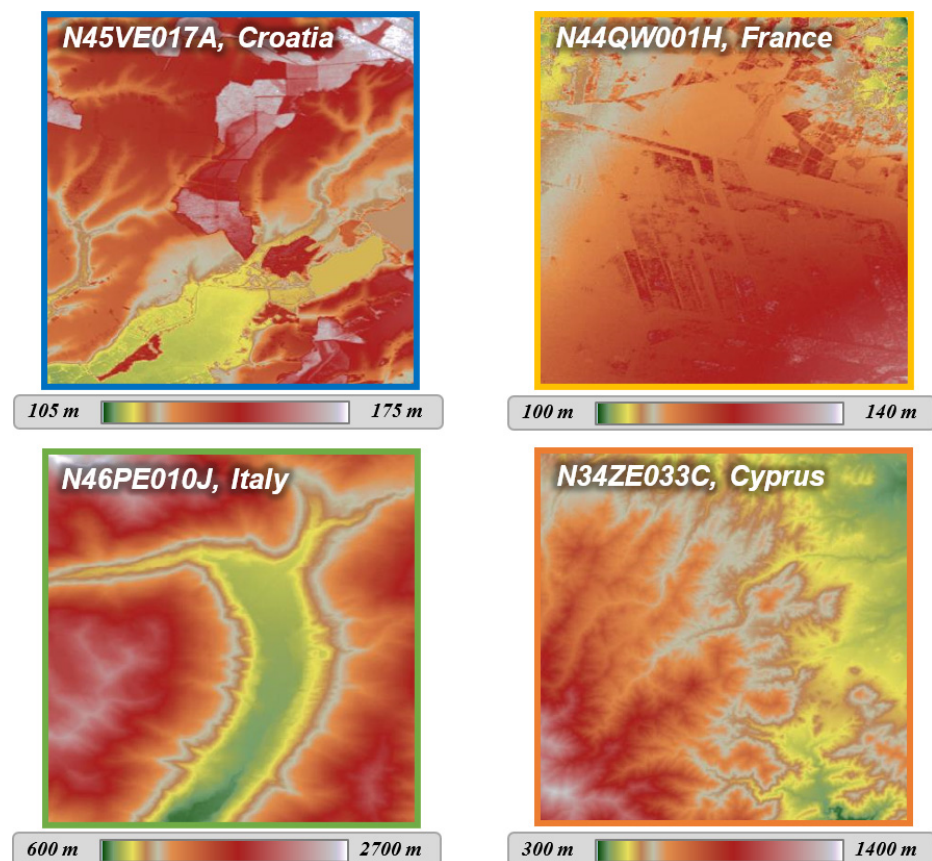 N45VE017A, Croatia
N44QW001H, France
105 m 175 m
100 m 140 m
N46PE010J, Italy
N34ZE033C, Cyprus
600 m 2700 m
300 m 1400 m